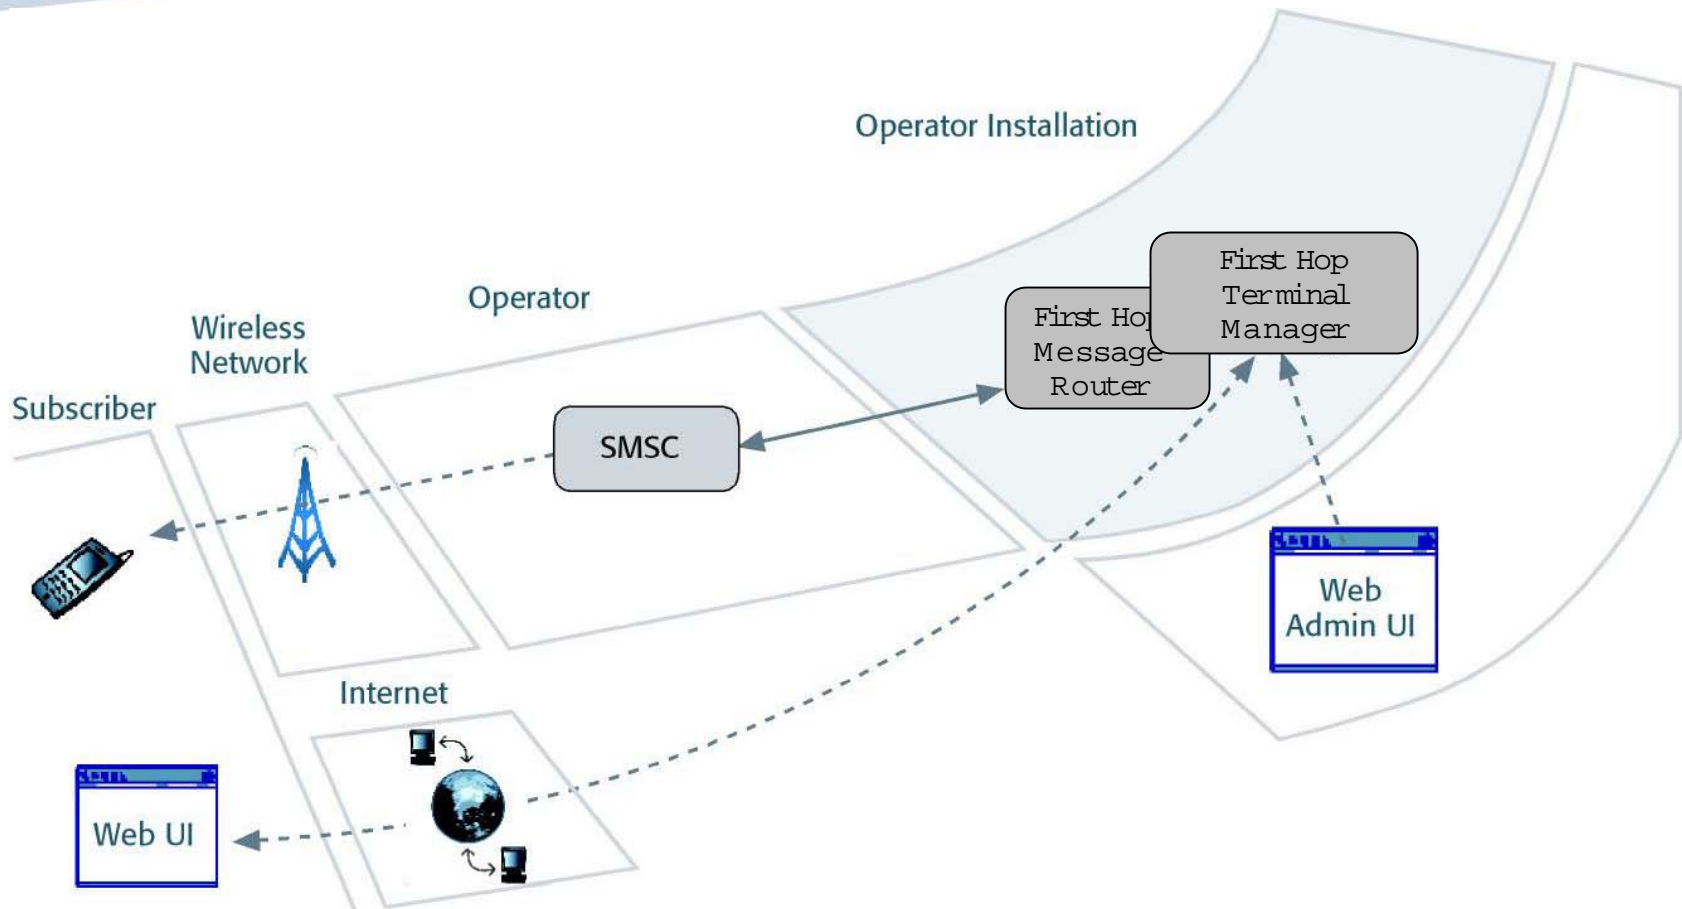 Operator Installation
First Hop
Terminal
Manager
First Hop
Message
Router
Operator
Wireless
Network
Subscriber
SMSC
Web
Admin UI
Internet
Web UI